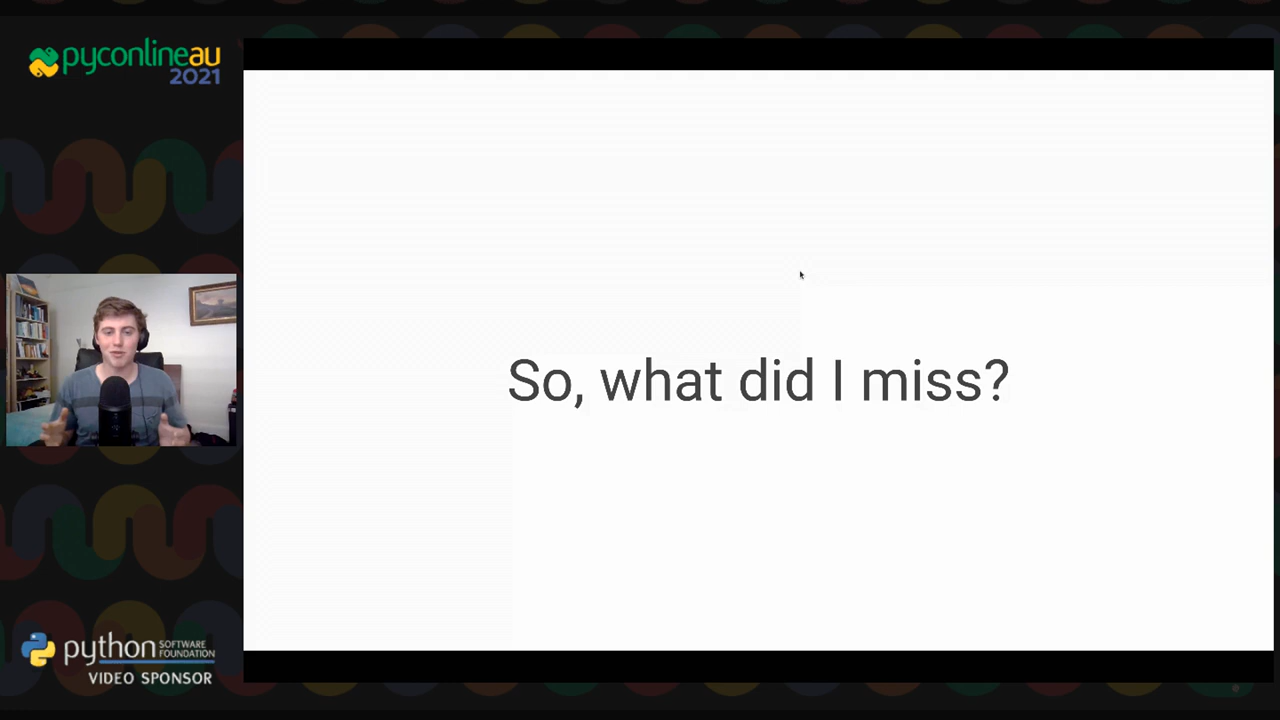 pyconlineau
2021
So, what did I miss?
python SOFTWARE FOUNDATION
VIDEO SPONSOR